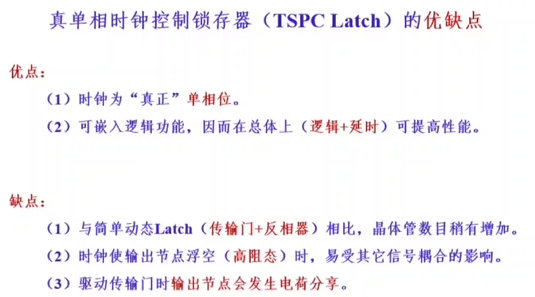 真单相时钟控制锁存器（TSPC Latch）的优缺点
优点：
（1）时钟为“真正”单相位。
（2）可嵌入逻辑功能，因而在总体上（逻辑+延时）可提高性能。
缺点：
（1）与简单动态Latch（传输门+反相器）相比，晶体管数目稍有增加。
（2）时钟使输出节点浮空（高阻态）时，易受其它信号耦合的影响。
（3）驱动传输门时输出节点会发生电荷分享。